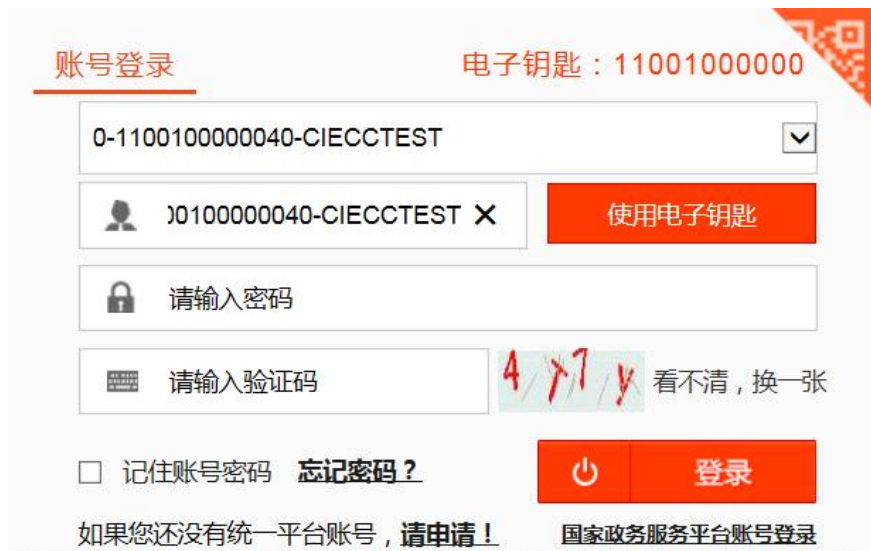 账号登录 电子钥匙：11001000000
0-1100100000040-CIECCTEST
00100000040-CIECCTEST ✕ 使用电子钥匙
请输入密码
请输入验证码 4y7y 看不清，换一张
记住账号密码 忘记密码？ 登录
如果您还没有统一平台账号，请申请！ 国家政务服务平台账号登录